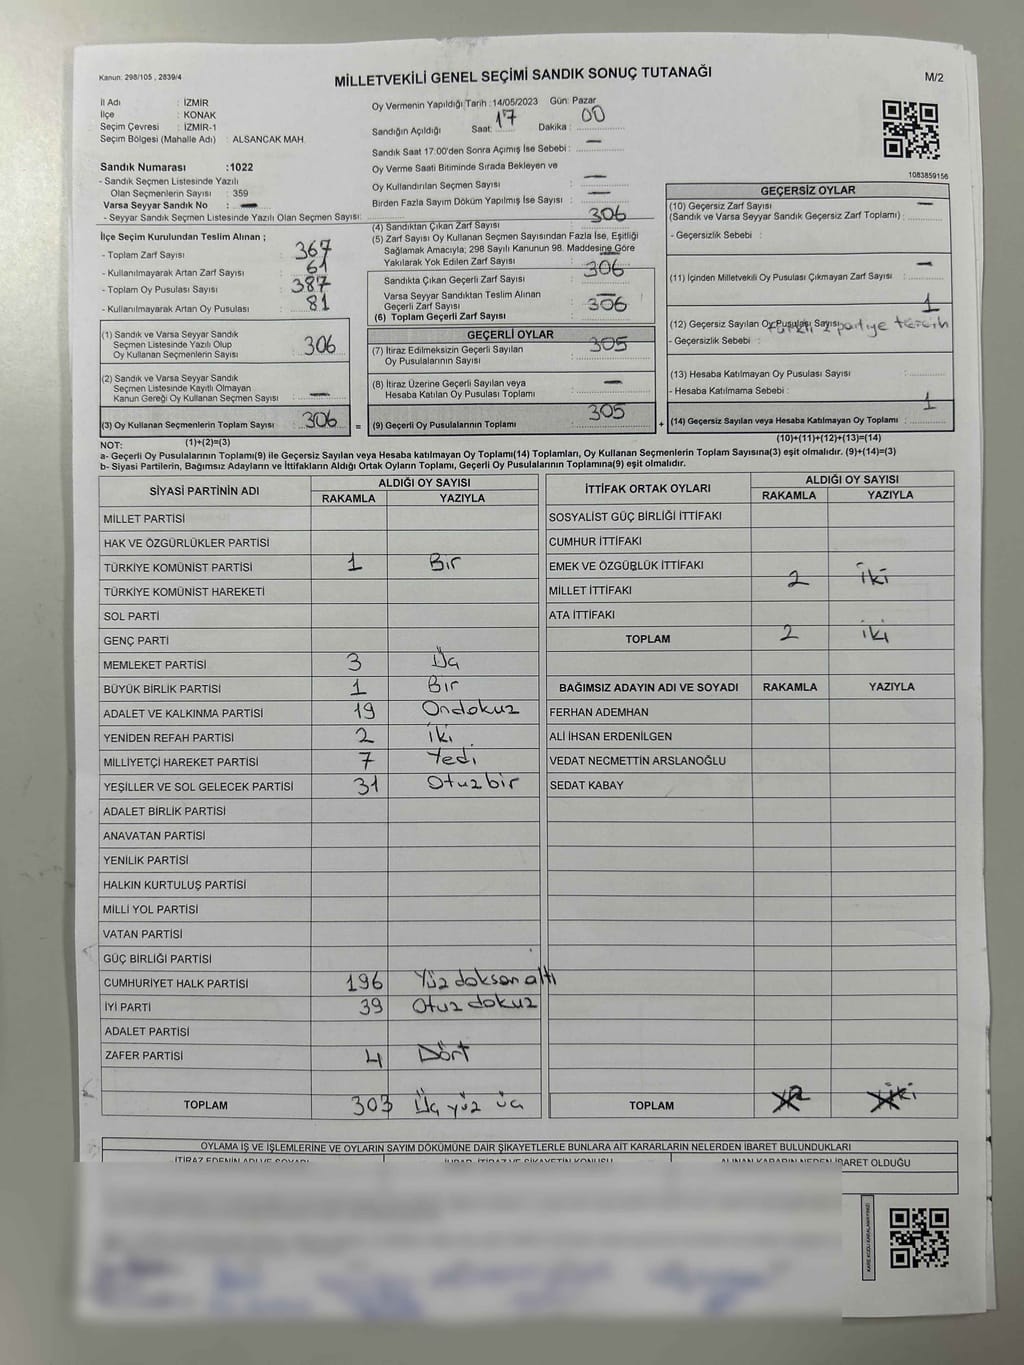 Kanun: 298/105 , 2839/4
MİLLETVEKİLİ GENEL SEÇİMİ SANDIK SONUÇ TUTANAĞI
M/2
İl Adı : İZMİR
İlçe : KONAK
Seçim Çevresi : İZMİR-1
Seçim Bölgesi (Mahalle Adı) : ALSANCAK MAH.
Oy Vermenin Yapıldığı Tarih : 14/05/2023 Gün: Pazar
Sandığın Açıldığı Saat: 17 Dakika : 00
Sandık Saat 17:00'den Sonra Açımış İse Sebebi : —
Oy Verme Saati Bitiminde Sırada Bekleyen ve
Oy Kullandırılan Seçmen Sayısı : —
Birden Fazla Sayım Döküm Yapılmış İse Sayısı : —
Sandık Numarası :1022
- Sandık Seçmen Listesinde Yazılı
Olan Seçmenlerin Sayısı : 359
Varsa Seyyar Sandık No : —
- Seyyar Sandık Seçmen Listesinde Yazılı Olan Seçmen Sayısı:
1083859156
İlçe Seçim Kurulundan Teslim Alınan ;
- Toplam Zarf Sayısı : 367
- Kullanılmayarak Artan Zarf Sayısı : 61
- Toplam Oy Pusulası Sayısı : 387
- Kullanılmayarak Artan Oy Pusulası : 81
(1) Sandık ve Varsa Seyyar Sandık
Seçmen Listesinde Yazılı Olup
Oy Kullanan Seçmenlerin Sayısı : 306
(2) Sandık ve Varsa Seyyar Sandık
Seçmen Listesinde Kayıtlı Olmayan
Kanun Gereği Oy Kullanan Seçmen Sayısı : —
(3) Oy Kullanan Seçmenlerin Toplam Sayısı : 306
(1)+(2)=(3)
(4) Sandıktan Çıkan Zarf Sayısı : 306
(5) Zarf Sayısı Oy Kullanan Seçmen Sayısından Fazla İse, Eşitliği
Sağlamak Amacıyla; 298 Sayılı Kanunun 98. Maddesine Göre
Yakılarak Yok Edilen Zarf Sayısı : —
Sandıkta Çıkan Geçerli Zarf Sayısı : 306
Varsa Seyyar Sandıktan Teslim Alınan
Geçerli Zarf Sayısı : —
(6) Toplam Geçerli Zarf Sayısı : 306
GEÇERLİ OYLAR
(7) İtiraz Edilmeksizin Geçerli Sayılan
Oy Pusulalarının Sayısı : 305
(8) İtiraz Üzerine Geçerli Sayılan veya
Hesaba Katılan Oy Pusulası Toplamı : —
= (9) Geçerli Oy Pusulalarının Toplamı : 305
GEÇERSİZ OYLAR
(10) Geçersiz Zarf Sayısı
(Sandık ve Varsa Seyyar Sandık Geçersiz Zarf Toplamı) : —
- Geçersizlik Sebebi :
(11) İçinden Milletvekili Oy Pusulası Çıkmayan Zarf Sayısı : —
(12) Geçersiz Sayılan Oy Pusulası Sayısı : 1
- Geçersizlik Sebebi : 2 partiye tercih
(13) Hesaba Katılmayan Oy Pusulası Sayısı :
- Hesaba Katılmama Sebebi :
+ (14) Geçersiz Sayılan veya Hesaba Katılmayan Oy Toplamı : 1
(10)+(11)+(12)+(13)=(14)
NOT:
a- Geçerli Oy Pusulalarının Toplamı(9) ile Geçersiz Sayılan veya Hesaba katılmayan Oy Toplamı(14) Toplamları, Oy Kullanan Seçmenlerin Toplam Sayısına(3) eşit olmalıdır. (9)+(14)=(3)
b- Siyasi Partilerin, Bağımsız Adayların ve İttifakların Aldığı Ortak Oyların Toplamı, Geçerli Oy Pusulalarının Toplamına(9) eşit olmalıdır.
SİYASİ PARTİNİN ADI ALDIĞI OY SAYISI
RAKAMLA YAZIYLA
MİLLET PARTİSİ
HAK VE ÖZGÜRLÜKLER PARTİSİ
TÜRKİYE KOMÜNİST PARTİSİ 1 Bir
TÜRKİYE KOMÜNİST HAREKETİ
SOL PARTİ
GENÇ PARTİ
MEMLEKET PARTİSİ 3 Üç
BÜYÜK BİRLİK PARTİSİ 1 Bir
ADALET VE KALKINMA PARTİSİ 19 Ondokuz
YENİDEN REFAH PARTİSİ 2 İki
MİLLİYETÇİ HAREKET PARTİSİ 7 Yedi
YEŞİLLER VE SOL GELECEK PARTİSİ 31 Otuzbir
ADALET BİRLİK PARTİSİ
ANAVATAN PARTİSİ
YENİLİK PARTİSİ
HALKIN KURTULUŞ PARTİSİ
MİLLİ YOL PARTİSİ
VATAN PARTİSİ
GÜÇ BİRLİĞİ PARTİSİ
CUMHURİYET HALK PARTİSİ 196 Yüz doksan altı
İYİ PARTİ 39 Otuz dokuz
ADALET PARTİSİ
ZAFER PARTİSİ 4 Dört
TOPLAM 303 Üç yüz üç
İTTİFAK ORTAK OYLARI ALDIĞI OY SAYISI
RAKAMLA YAZIYLA
SOSYALİST GÜÇ BİRLİĞİ İTTİFAKI
CUMHUR İTTİFAKI
EMEK VE ÖZGÜRLÜK İTTİFAKI
MİLLET İTTİFAKI 2 İki
ATA İTTİFAKI
TOPLAM 2 İki
BAĞIMSIZ ADAYIN ADI VE SOYADI RAKAMLA YAZIYLA
FERHAN ADEMHAN
ALİ İHSAN ERDENİLGEN
VEDAT NECMETTİN ARSLANOĞLU
SEDAT KABAY
TOPLAM
OYLAMA İŞ VE İŞLEMLERİNE VE OYLARIN SAYIM DÖKÜMÜNE DAİR ŞİKAYETLERLE BUNLARA AİT KARARLARIN NELERDEN İBARET BULUNDUKLARI
İTİRAZ EDENİN ADI VE SOYADI
İTİRAZ VE ŞİKAYETİN KONUSU
ALINAN KARARIN NEDEN İBARET OLDUĞU